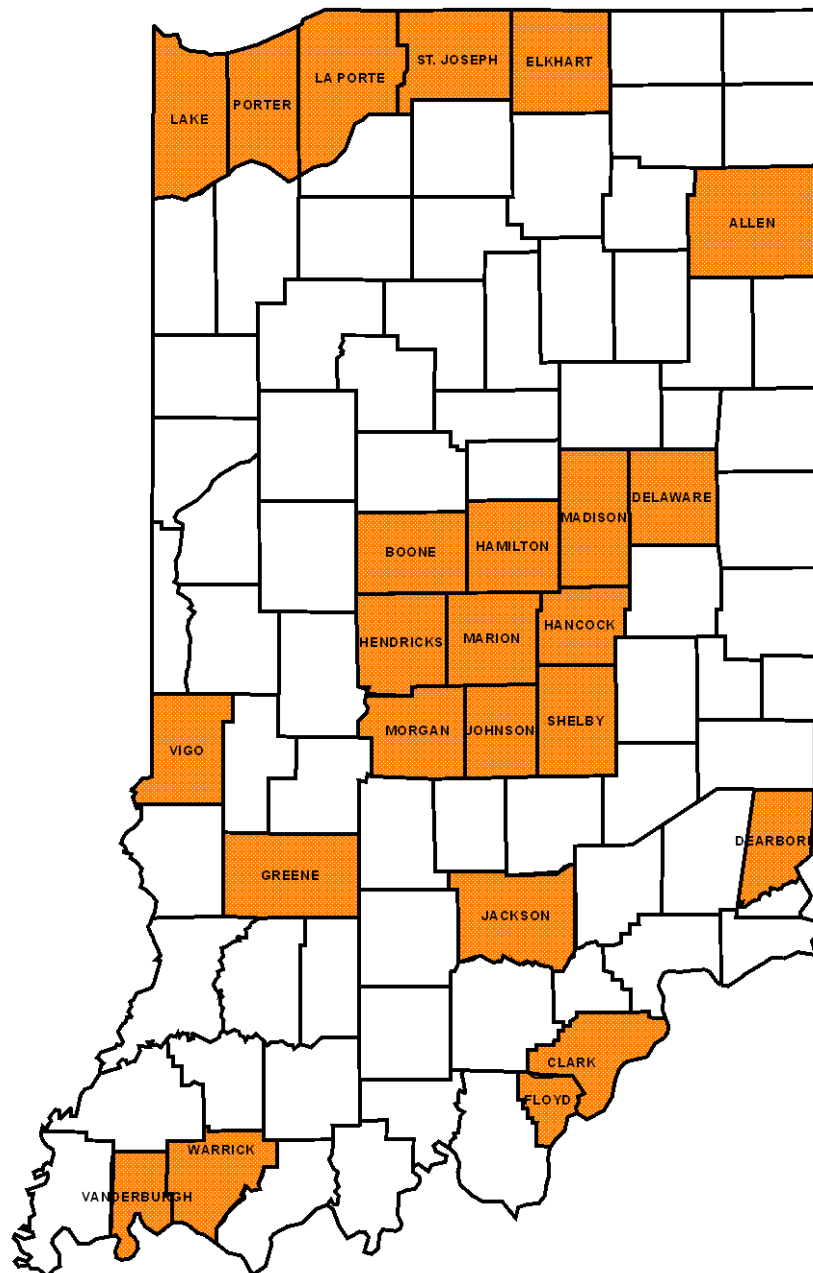 ST. JOSEPH
ELKHART
LA PORTE
PORTER
LAKE
ALLEN
DELAWARE
MADISON
HAMILTON
BOONE
HANCOCK
HENDRICKS
MARION
SHELBY
MORGAN
JOHNSON
VIGO
DEARBORN
GREENE
JACKSON
CLARK
FLOYD
WARRICK
VANDERBURGH